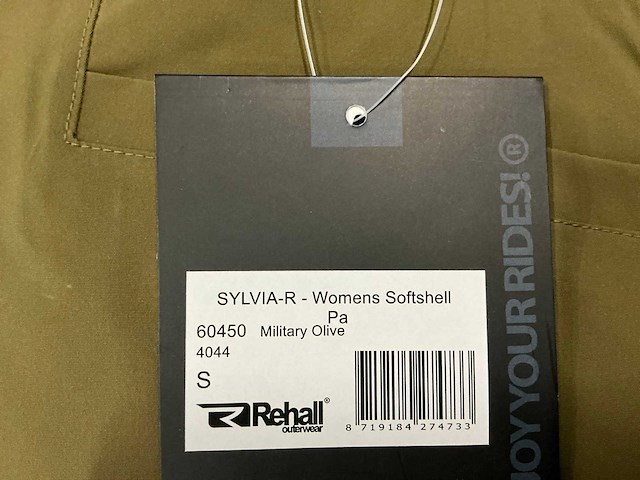 SYLVIA-R - Womens Softshell
Pa
60450 Military Olive
4044
S
Rehall®
outerwear
8 719184 274733
JOY YOUR RIDES! ®